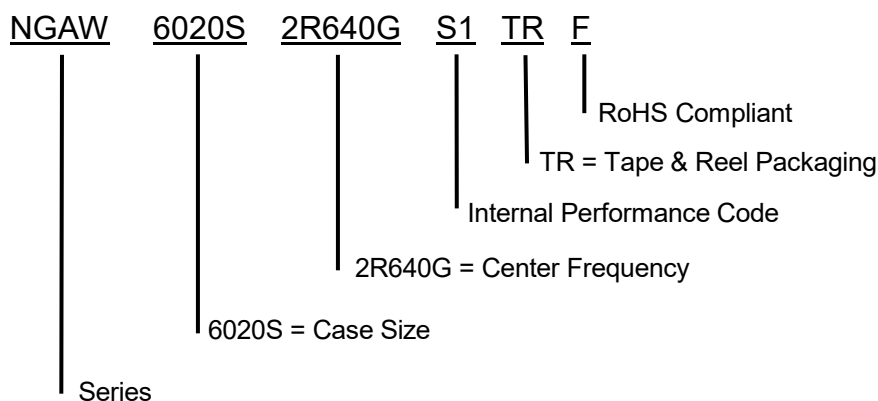 NGAW 6020S 2R640G S1 TR F
RoHS Compliant
TR = Tape & Reel Packaging
Internal Performance Code
2R640G = Center Frequency
6020S = Case Size
Series